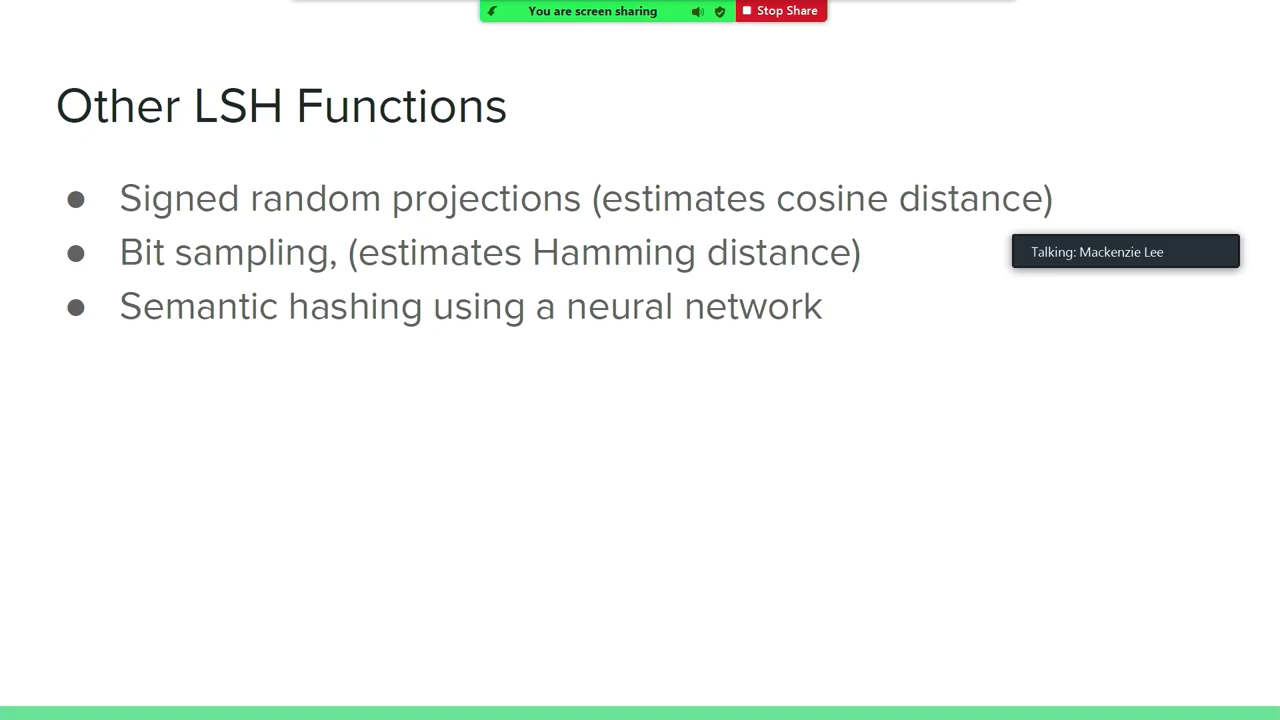 You are screen sharing
Stop Share
Other LSH Functions
● Signed random projections (estimates cosine distance)
● Bit sampling, (estimates Hamming distance)
Talking: Mackenzie Lee
● Semantic hashing using a neural network